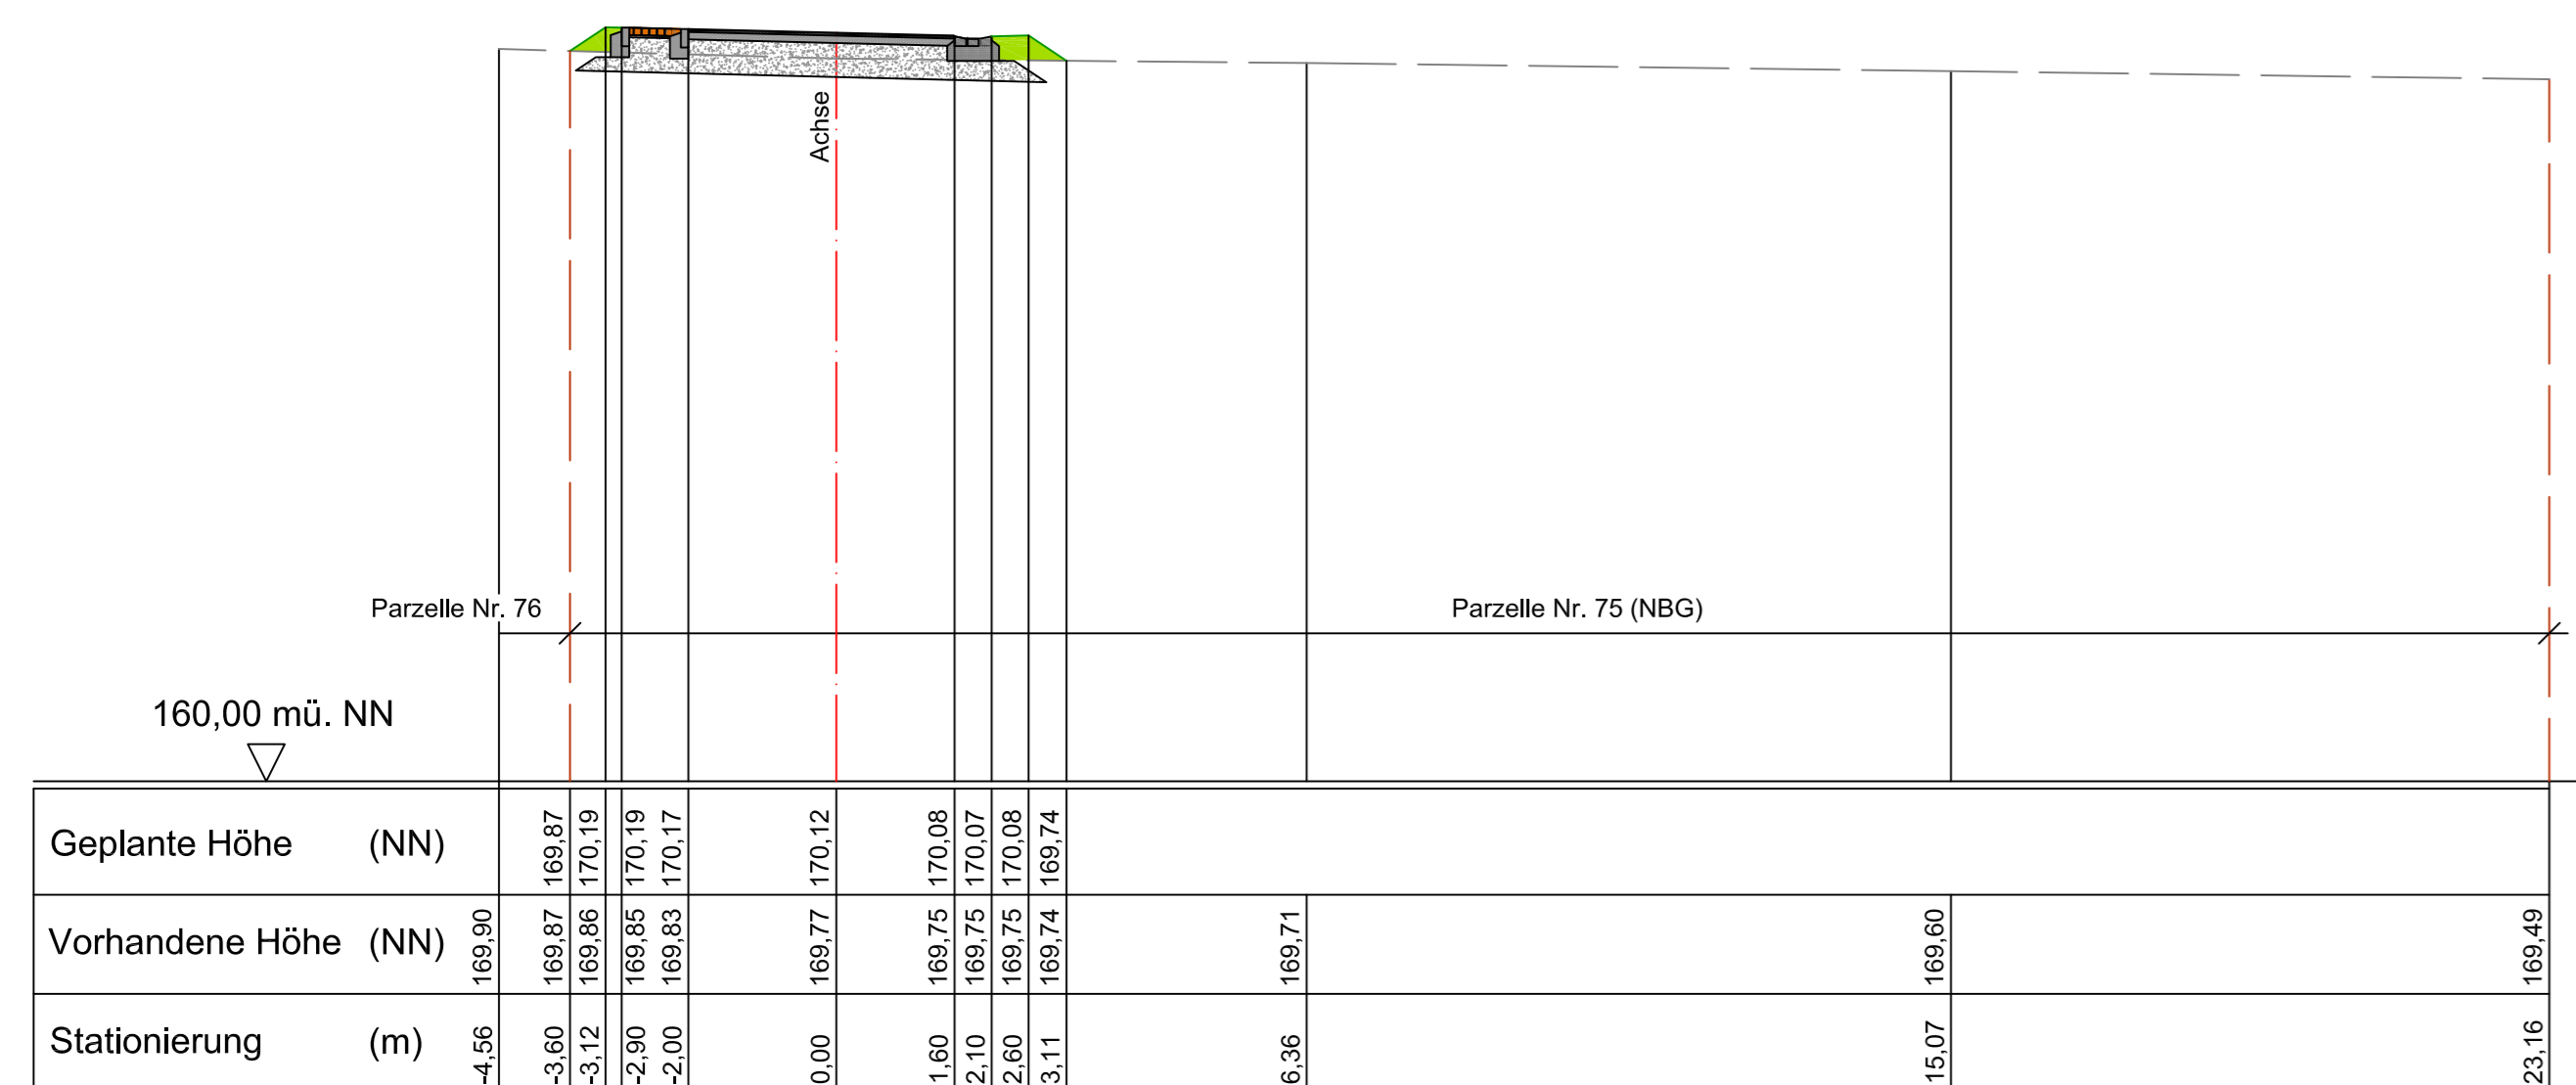 Achse
Parzelle Nr. 76
Parzelle Nr. 75 (NBG)
160,00 mü. NN
Geplante Höhe (NN) 169,87 170,19 170,19 170,17 170,12 170,08 170,07 170,08 169,74
Vorhandene Höhe (NN) 169,90 169,87 169,86 169,85 169,83 169,77 169,75 169,75 169,75 169,74 169,71 169,60 169,49
Stationierung (m) -4,56 -3,60 -3,12 -2,90 -2,00 0,00 1,60 2,10 2,60 3,11 6,36 15,07 23,16